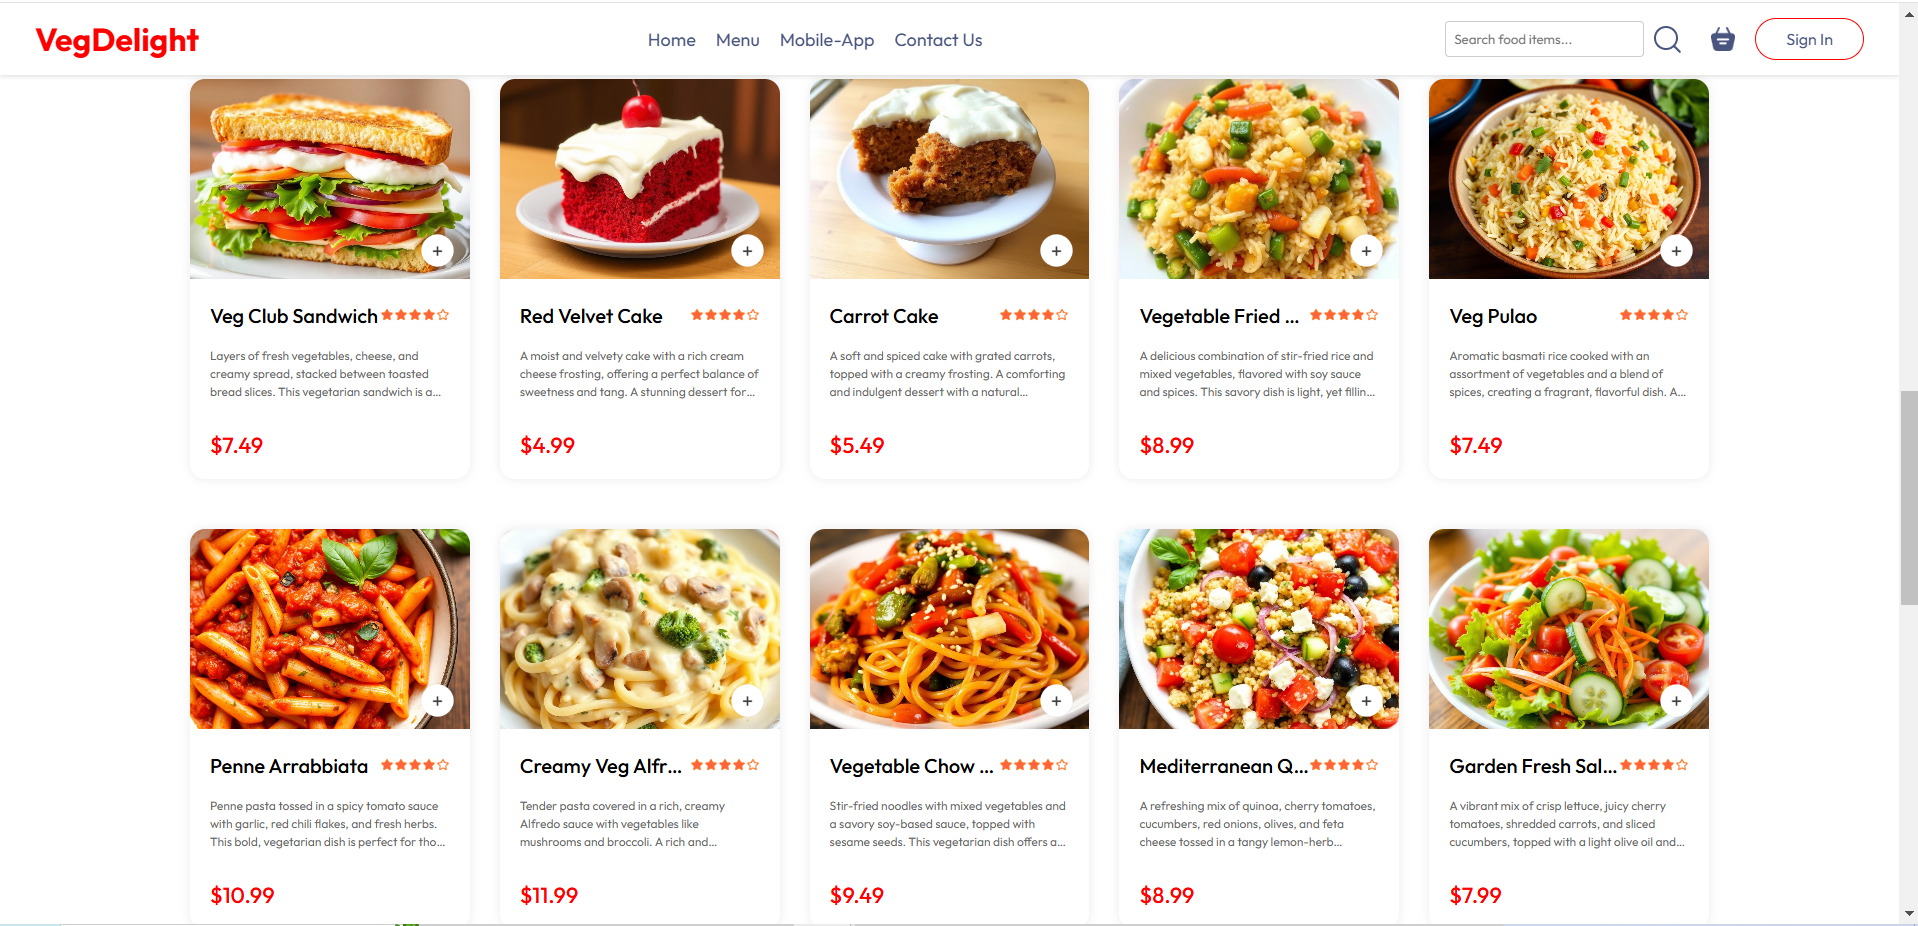 VegDelight
Home Menu Mobile-App Contact Us
Search food items...
Sign In
Veg Club Sandwich
Layers of fresh vegetables, cheese, and
creamy spread, stacked between toasted
bread slices. This vegetarian sandwich is a...
$7.49
Red Velvet Cake
A moist and velvety cake with a rich cream
cheese frosting, offering a perfect balance of
sweetness and tang. A stunning dessert for...
$4.99
Carrot Cake
A soft and spiced cake with grated carrots,
topped with a creamy frosting. A comforting
and indulgent dessert with a natural...
$5.49
Vegetable Fried ...
A delicious combination of stir-fried rice and
mixed vegetables, flavored with soy sauce
and spices. This savory dish is light, yet fillin...
$8.99
Veg Pulao
Aromatic basmati rice cooked with an
assortment of vegetables and a blend of
spices, creating a fragrant, flavorful dish. A...
$7.49
Penne Arrabbiata
Penne pasta tossed in a spicy tomato sauce
with garlic, red chili flakes, and fresh herbs.
This bold, vegetarian dish is perfect for tho...
$10.99
Creamy Veg Alfr...
Tender pasta covered in a rich, creamy
Alfredo sauce with vegetables like
mushrooms and broccoli. A rich and...
$11.99
Vegetable Chow ...
Stir-fried noodles with mixed vegetables and
a savory soy-based sauce, topped with
sesame seeds. This vegetarian dish offers a...
$9.49
Mediterranean Q...
A refreshing mix of quinoa, cherry tomatoes,
cucumbers, red onions, olives, and feta
cheese tossed in a tangy lemon-herb...
$8.99
Garden Fresh Sal...
A vibrant mix of crisp lettuce, juicy cherry
tomatoes, shredded carrots, and sliced
cucumbers, topped with a light olive oil and...
$7.99